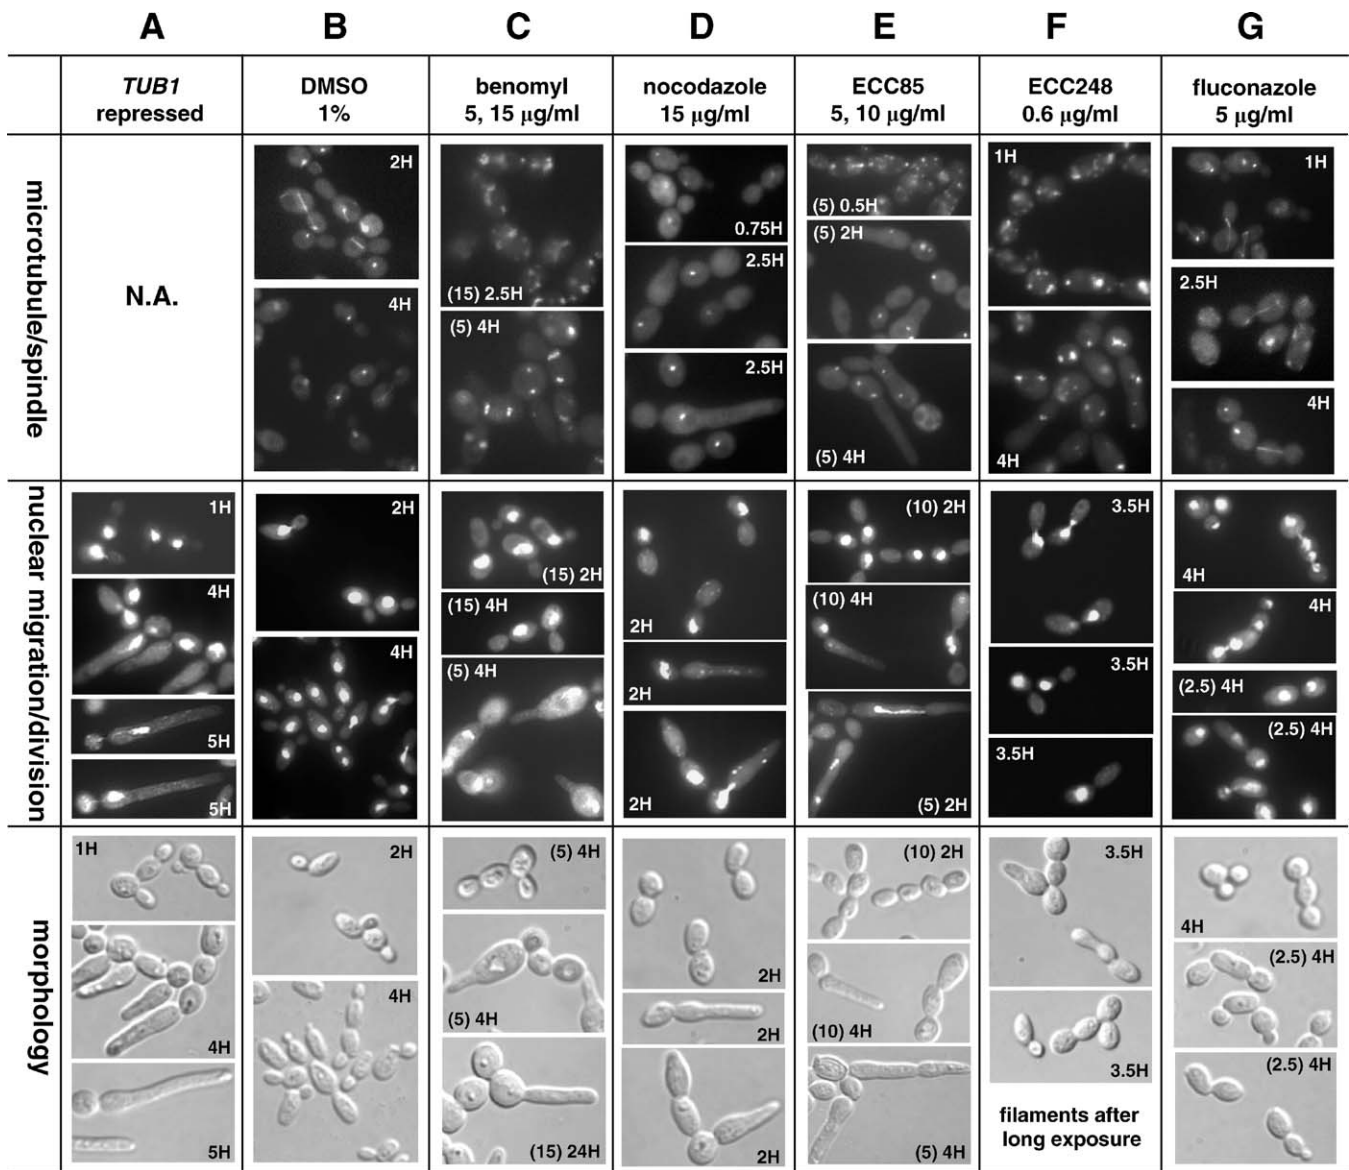 A B C D E F G
TUB1 repressed
DMSO 1%
benomyl 5, 15 μg/ml
nocodazole 15 μg/ml
ECC85 5, 10 μg/ml
ECC248 0.6 μg/ml
fluconazole 5 μg/ml
microtubule/spindle
N.A.
2H
4H
(15) 2.5H
(5) 4H
0.75H
2.5H
2.5H
(5) 0.5H
(5) 2H
(5) 4H
1H
4H
1H
2.5H
4H
nuclear migration/division
1H
4H
5H
5H
2H
4H
(15) 2H
(15) 4H
(5) 4H
2H
2H
2H
(10) 2H
(10) 4H
(5) 2H
3.5H
3.5H
3.5H
4H
4H
(2.5) 4H
(2.5) 4H
morphology
1H
4H
5H
2H
4H
(5) 4H
(5) 4H
(15) 24H
2H
2H
2H
(10) 2H
(10) 4H
(5) 4H
3.5H
3.5H
filaments after
long exposure
4H
(2.5) 4H
(2.5) 4H